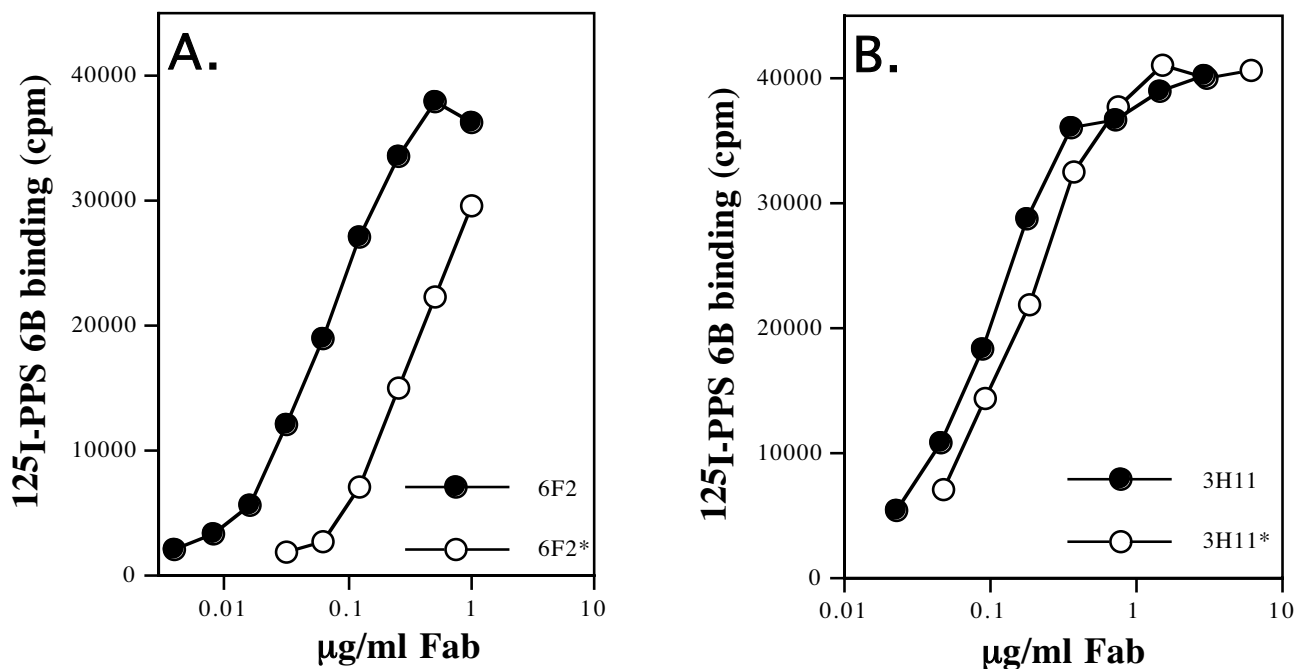 A.
¹²⁵I-PPS 6B binding (cpm)
40000
30000
20000
10000
0
0.01 0.1 1 10
μg/ml Fab
6F2
6F2*
B.
¹²⁵I-PPS 6B binding (cpm)
40000
30000
20000
10000
0
0.01 0.1 1 10
μg/ml Fab
3H11
3H11*